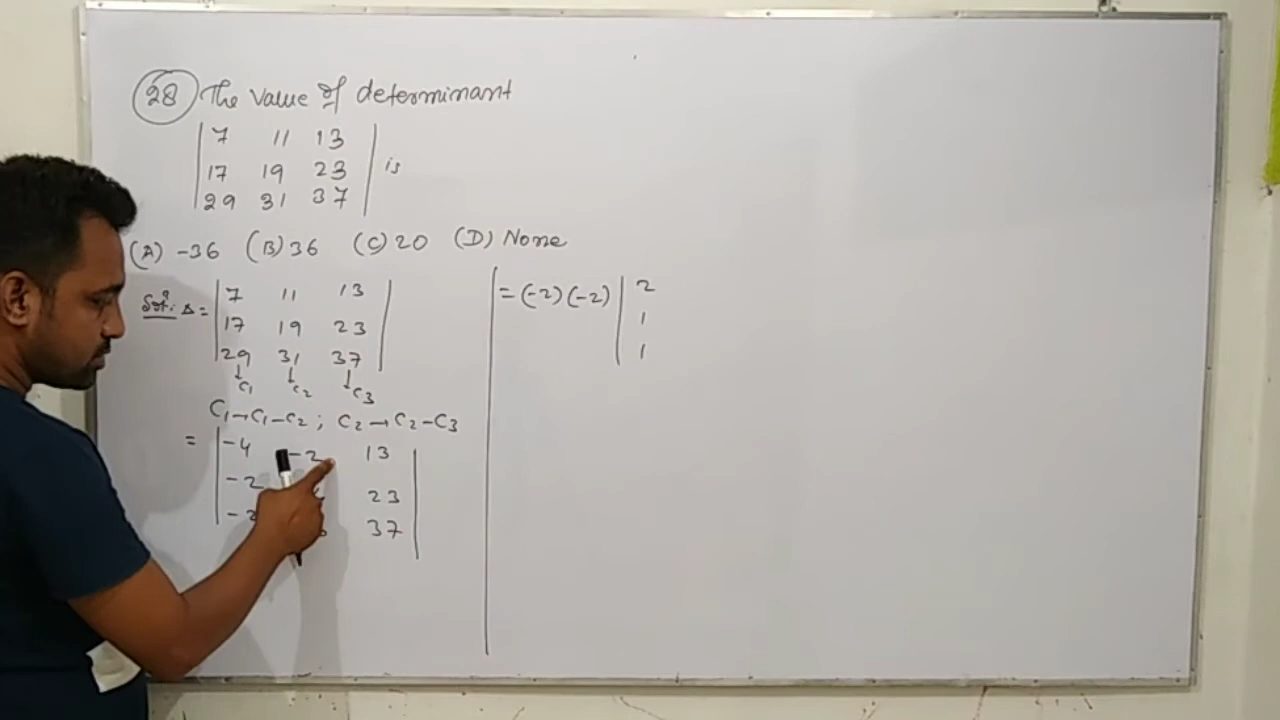 28 The value of determinant
7 11 13
17 19 23 is
29 31 37
(A) -36 (B) 36 (C) 20 (D) None
Solⁿ: Δ = 7 11 13
17 19 23
29 31 37
C₁ C₂ C₃
C₁→C₁-C₂ ; C₂→C₂-C₃
= -4 -2 13
-2 23
-2 37
= (-2)(-2) 2
1
1